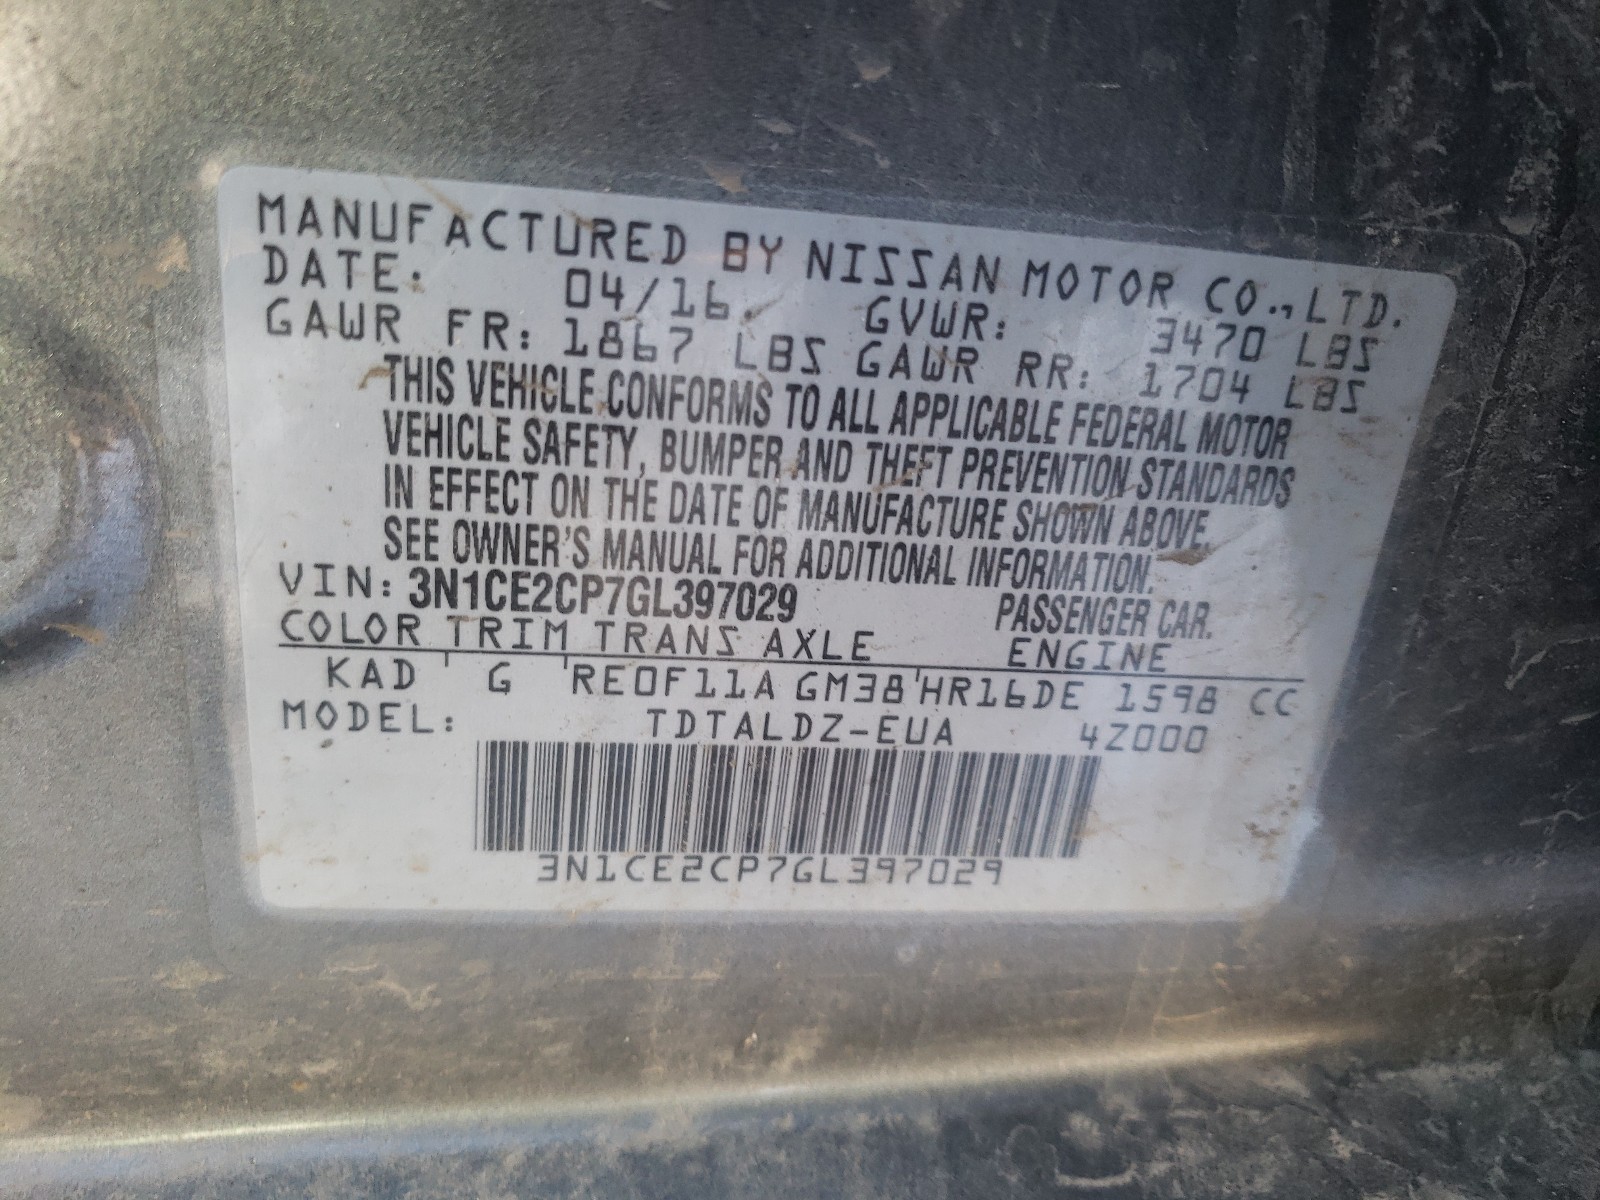 MANUFACTURED BY NISSAN MOTOR CO., LTD.
DATE: 04/16. GVWR: 3470 LBS
GAWR FR: 1867 LBS GAWR RR: 1704 LBS
THIS VEHICLE CONFORMS TO ALL APPLICABLE FEDERAL MOTOR
VEHICLE SAFETY, BUMPER AND THEFT PREVENTION STANDARDS
IN EFFECT ON THE DATE OF MANUFACTURE SHOWN ABOVE.
SEE OWNER'S MANUAL FOR ADDITIONAL INFORMATION.
VIN: 3N1CE2CP7GL397029 PASSENGER CAR.
COLOR TRIM TRANS AXLE ENGINE
KAD G RE0F11A GM38 HR16DE 1598 CC
MODEL: TDTALDZ-EUA 4Z000
3N1CE2CP7GL397029